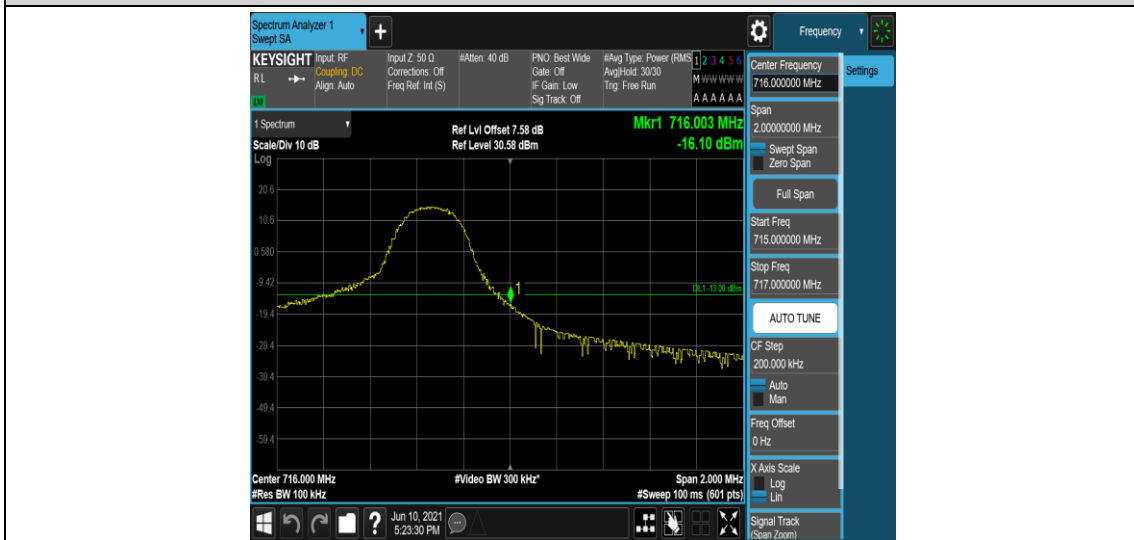 Spectrum Analyzer 1
Swept SA
Frequency
KEYSIGHT
RL
LVI
Input: RF
Coupling: DC
Align: Auto
Input Z: 50 Ω
Corrections: Off
Freq Ref: Int (S)
#Atten: 40 dB
PNO: Best Wide
Gate: Off
IF Gain: Low
Sig Track: Off
#Avg Type: Power (RMS
Avg|Hold: 30/30
Trig: Free Run
1 2 3 4 5 6
M W W W W W
A A A A A A
1 Spectrum
Scale/Div 10 dB
Ref Lvl Offset 7.58 dB
Ref Level 30.58 dBm
Mkr1 716.003 MHz
-16.10 dBm
Log
20.6
10.6
0.580
-9.42
-19.4
-29.4
-39.4
-49.4
-59.4
1
DL1 -13.00 dBm
Center 716.000 MHz
#Res BW 100 kHz
#Video BW 300 kHz*
Span 2.000 MHz
#Sweep 100 ms (601 pts)
?
Jun 10, 2021
5:23:30 PM
Center Frequency
716.000000 MHz
Settings
Span
2.00000000 MHz
Swept Span
Zero Span
Full Span
Start Freq
715.000000 MHz
Stop Freq
717.000000 MHz
AUTO TUNE
CF Step
200.000 kHz
Auto
Man
Freq Offset
0 Hz
X Axis Scale
Log
Lin
Signal Track
(Span Zoom)